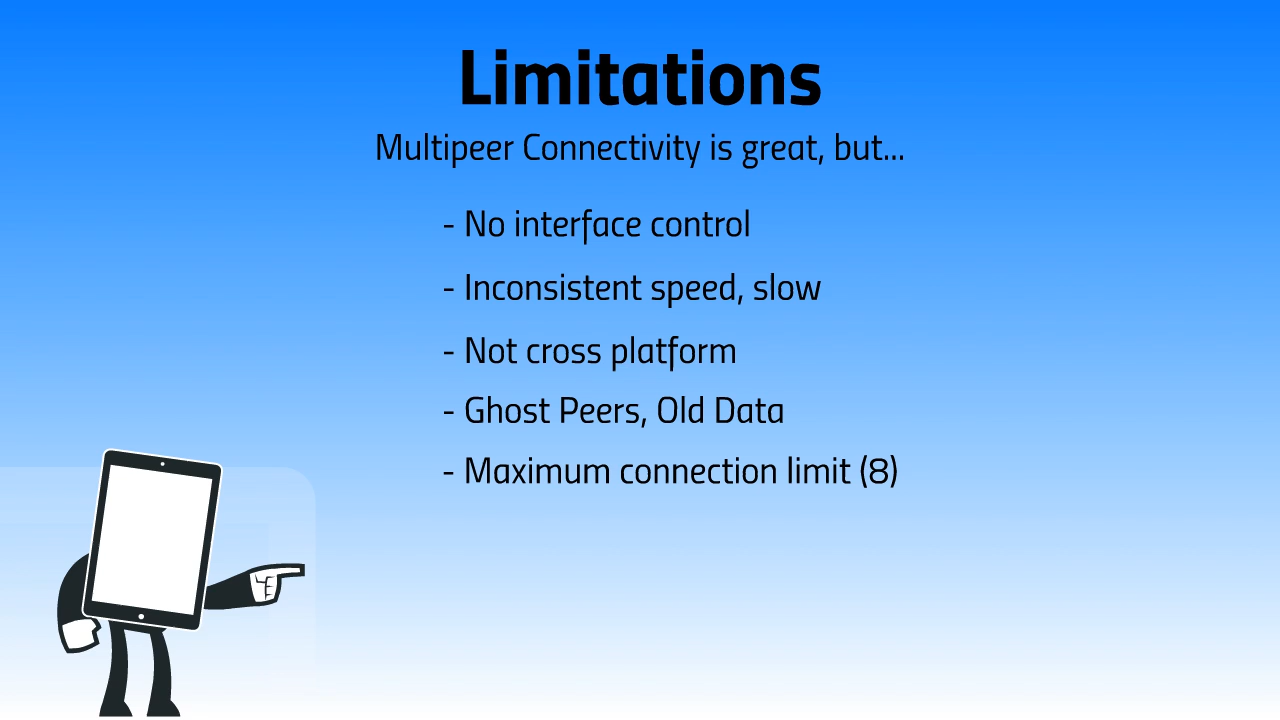 Limitations
Multipeer Connectivity is great, but...
- No interface control
- Inconsistent speed, slow
- Not cross platform
- Ghost Peers, Old Data
- Maximum connection limit (8)